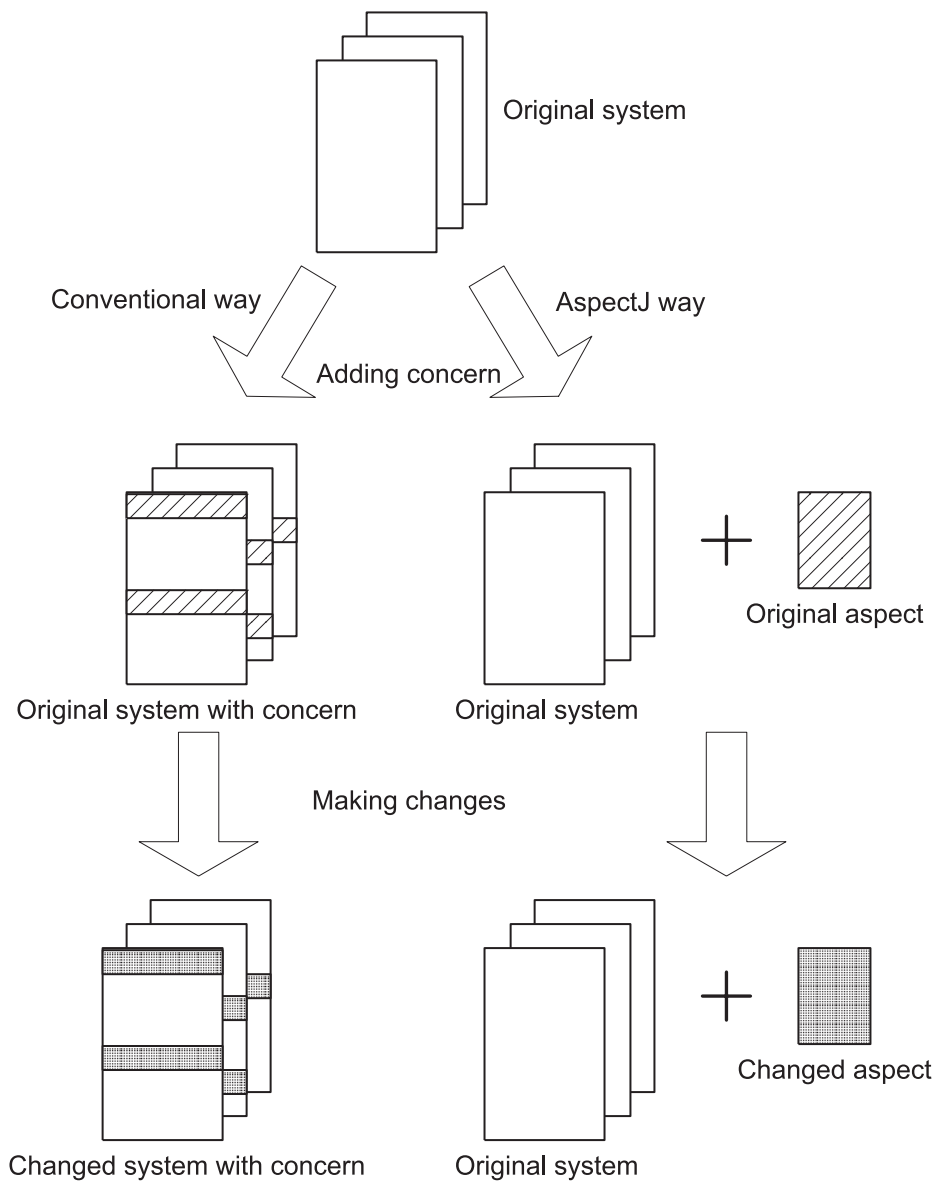 Original system
Conventional way
AspectJ way
Adding concern
Original aspect
Original system with concern
Original system
Making changes
Changed aspect
Changed system with concern
Original system